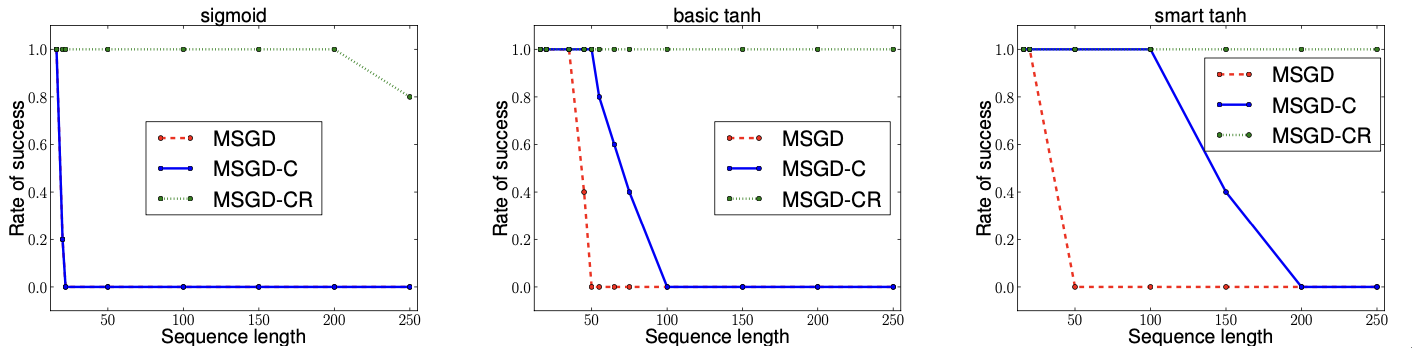 sigmoid
1.0
0.8
0.6
0.4
0.2
0.0
Rate of success
MSGD
MSGD-C
MSGD-CR
50 100 150 200 250
Sequence length
basic tanh
1.0
0.8
0.6
0.4
0.2
0.0
Rate of success
MSGD
MSGD-C
MSGD-CR
50 100 150 200 250
Sequence length
smart tanh
1.0
0.8
0.6
0.4
0.2
0.0
Rate of success
MSGD
MSGD-C
MSGD-CR
50 100 150 200 250
Sequence length